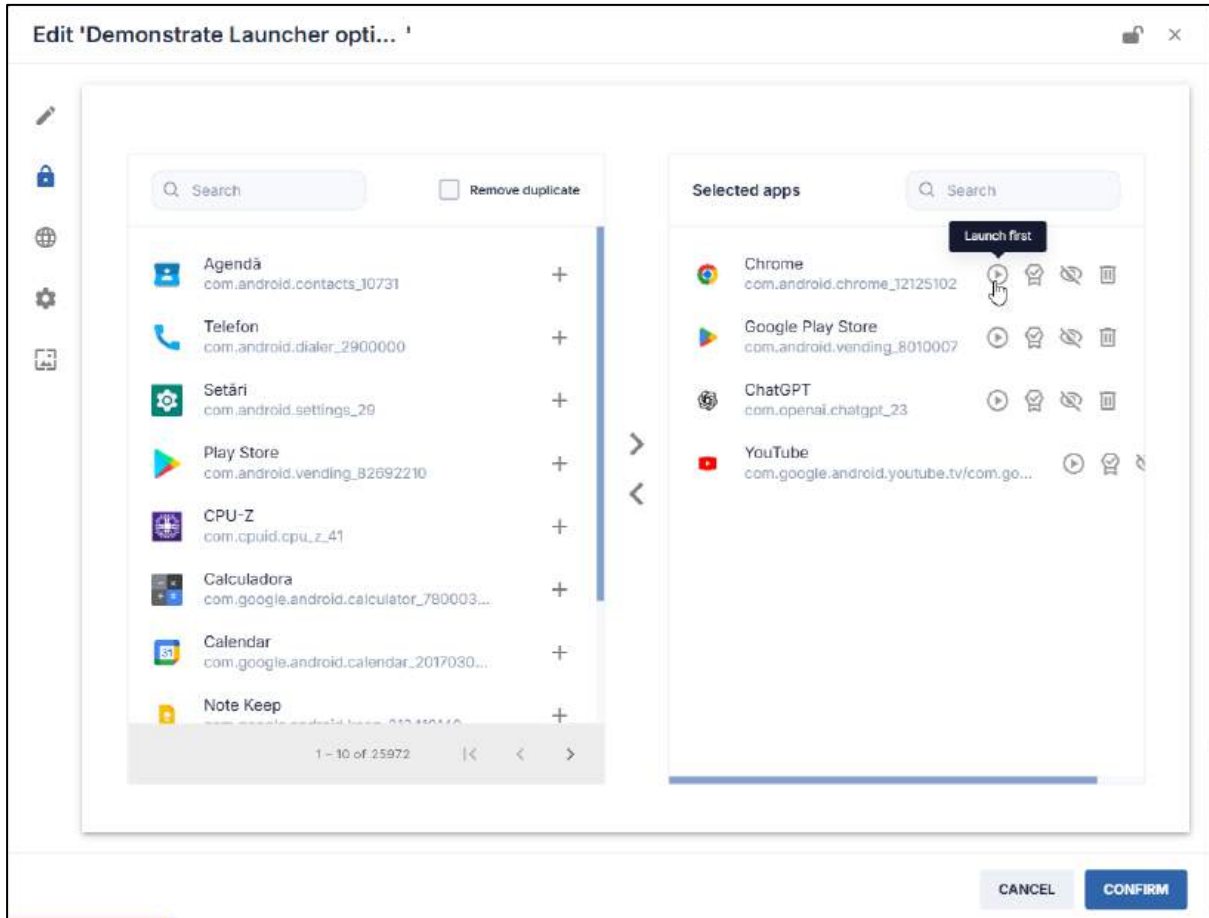 Edit 'Demonstrate Launcher opti... '
Search
Remove duplicate
Agendă
com.android.contacts_10731
Telefon
com.android.dialer_2900000
Setări
com.android.settings_29
Play Store
com.android.vending_82692210
CPU-Z
com.cpuid.cpu_z_41
Calculadora
com.google.android.calculator_780003...
Calendar
31
com.google.android.calendar_2017030...
Note Keep
1 – 10 of 25972
Selected apps
Search
Launch first
Chrome
com.android.chrome_12125102
Google Play Store
com.android.vending_8010007
ChatGPT
com.openai.chatgpt_23
YouTube
com.google.android.youtube.tv/com.go...
CANCEL
CONFIRM